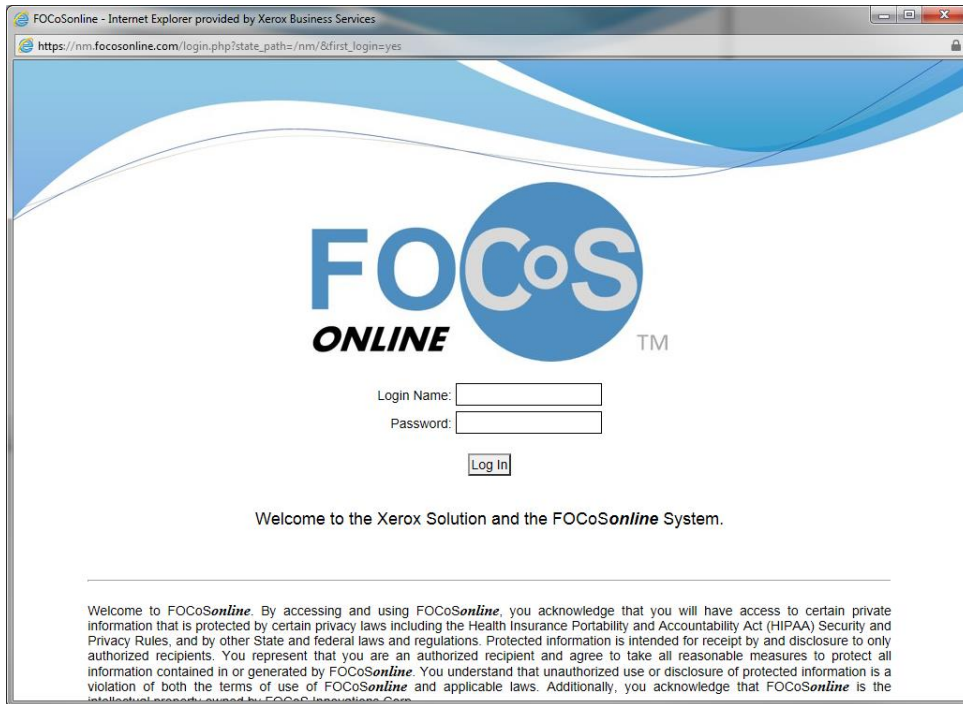 FOCoSonline - Internet Explorer provided by Xerox Business Services
https://nm.focosonline.com/login.php?state_path=/nm/&first_login=yes
FOCoS
ONLINE
TM
Login Name:
Password:
Log In
Welcome to the Xerox Solution and the FOCoSonline System.
Welcome to FOCoSonline. By accessing and using FOCoSonline, you acknowledge that you will have access to certain private
information that is protected by certain privacy laws including the Health Insurance Portability and Accountability Act (HIPAA) Security and
Privacy Rules, and by other State and federal laws and regulations. Protected information is intended for receipt by and disclosure to only
authorized recipients. You represent that you are an authorized recipient and agree to take all reasonable measures to protect all
information contained in or generated by FOCoSonline. You understand that unauthorized use or disclosure of protected information is a
violation of both the terms of use of FOCoSonline and applicable laws. Additionally, you acknowledge that FOCoSonline is the
intellectual property owned by FOCoS Innovations Corp.